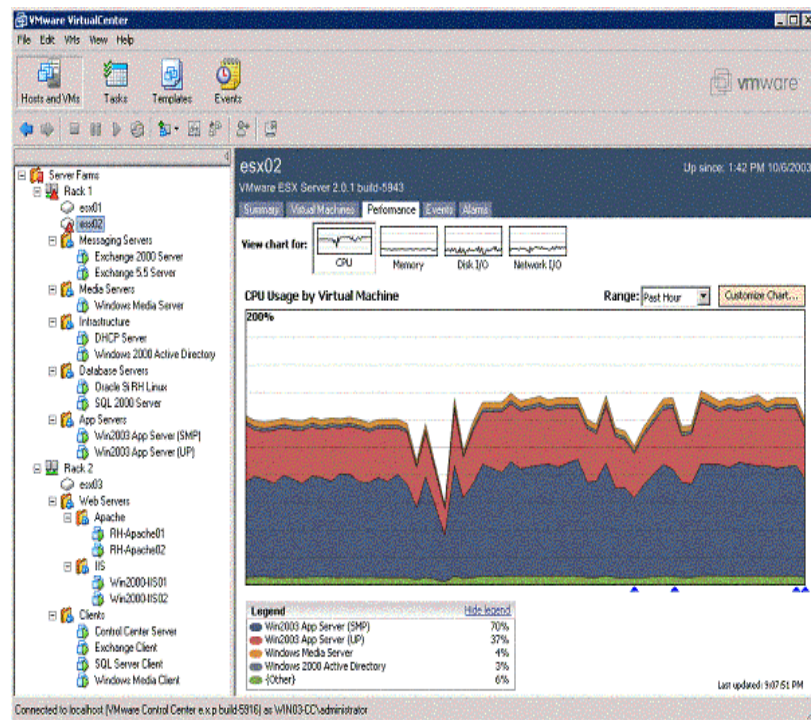 VMware VirtualCenter
File Edit VMs View Help
Hosts and VMs Tasks Templates Events
vmware
Server Farms
Rack 1
esx01
esx02
Messaging Servers
Exchange 2000 Server
Exchange 5.5 Server
Media Servers
Windows Media Server
Infrastructure
DHCP Server
Windows 2000 Active Directory
Database Servers
Oracle 9i RH Linux
SQL 2000 Server
App Servers
Win2003 App Server (SMP)
Win2003 App Server (UP)
Rack 2
esx03
Web Servers
Apache
RH-Apache01
RH-Apache02
IIS
Win2000-IIS01
Win2000-IIS02
Clients
Control Center Server
Exchange Client
SQL Server Client
Windows Media Client
esx02
Up since: 1:42 PM 10/6/2003
VMware ESX Server 2.0.1 build-5943
Summary Virtual Machines Performance Events Alarms
View chart for:
CPU Memory Disk I/O Network I/O
CPU Usage by Virtual Machine Range: Past Hour Customize Chart...
200%
Legend Hide legend
Win2003 App Server (SMP) 70%
Win2003 App Server (UP) 37%
Windows Media Server 4%
Windows 2000 Active Directory 3%
{Other} 6%
Last updated: 9:07:51 PM
Connected to localhost [VMware Control Center e.x.p build-5916] as WIN03-CC\administrator